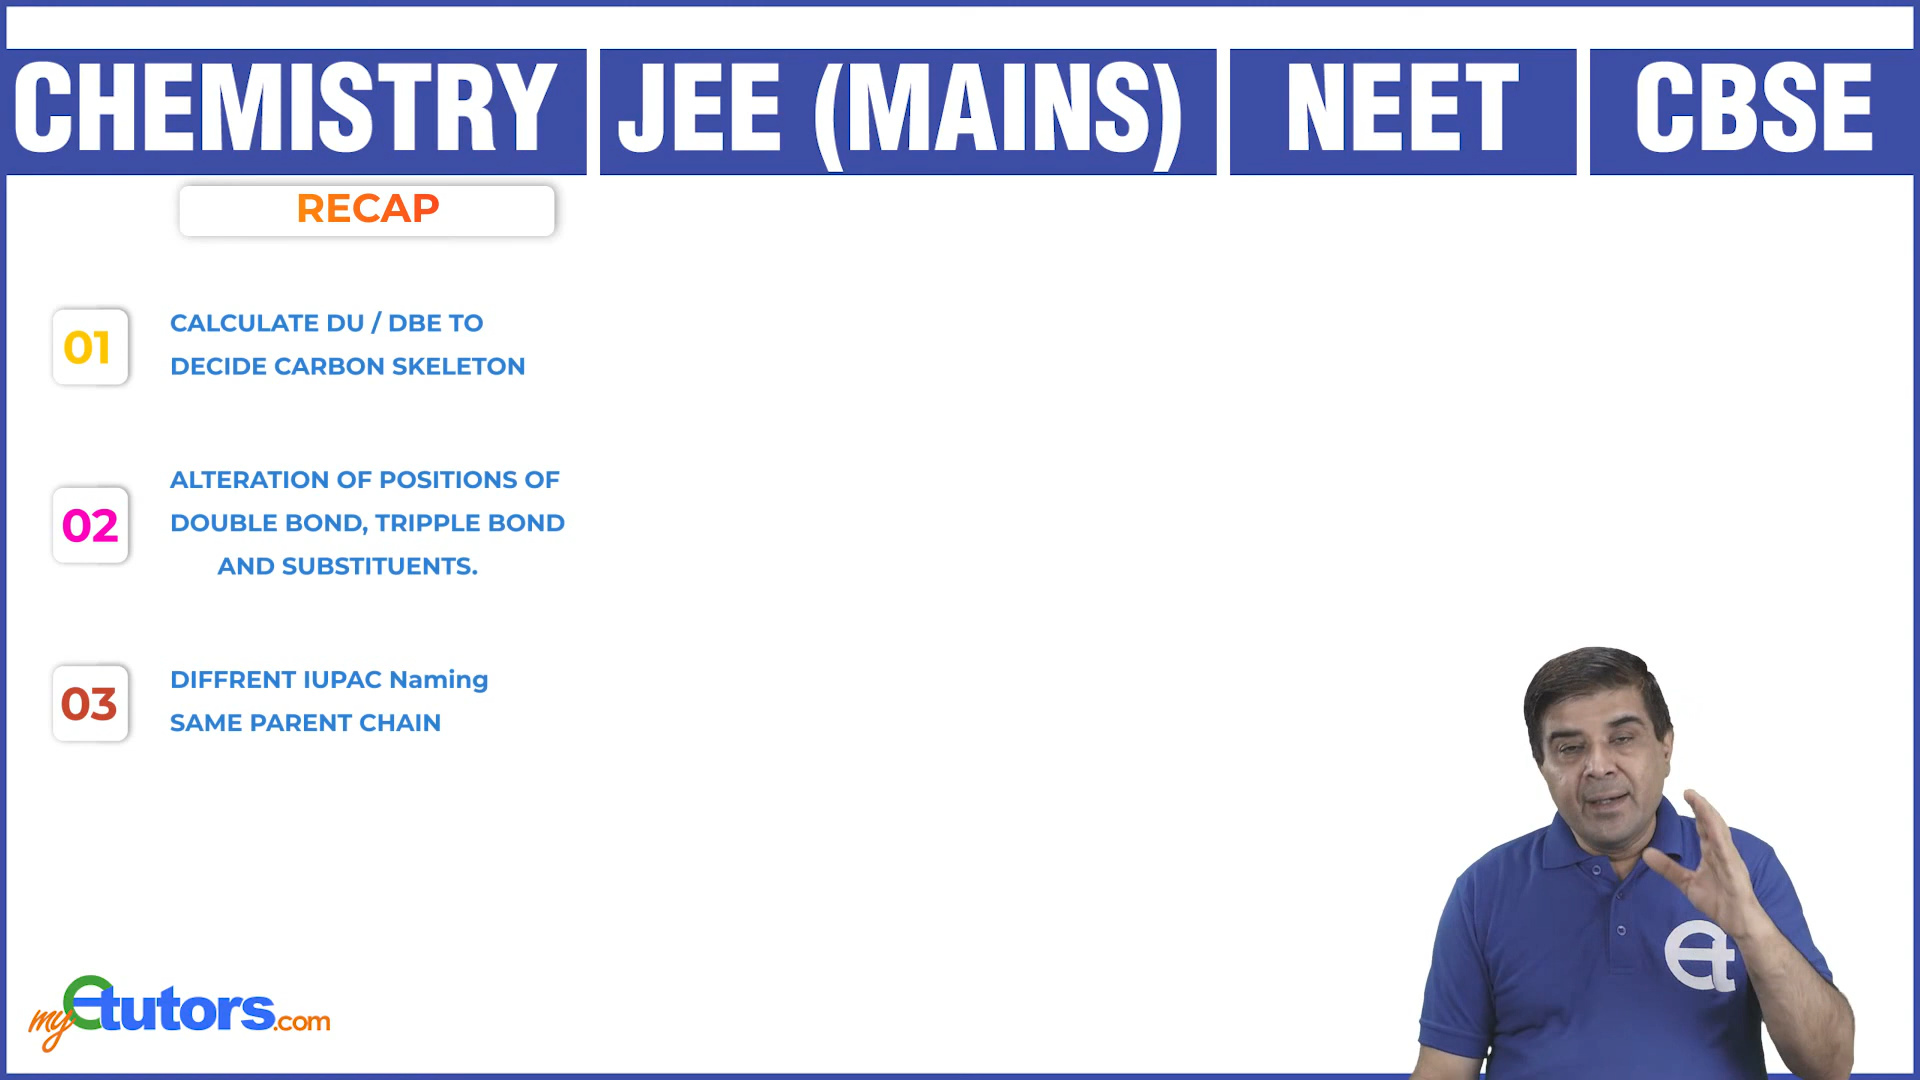 CHEMISTRY JEE (MAINS) NEET CBSE
RECAP
01
CALCULATE DU / DBE TO
DECIDE CARBON SKELETON
02
ALTERATION OF POSITIONS OF
DOUBLE BOND, TRIPPLE BOND
AND SUBSTITUENTS.
03
DIFFRENT IUPAC Naming
SAME PARENT CHAIN
myetutors.com
et